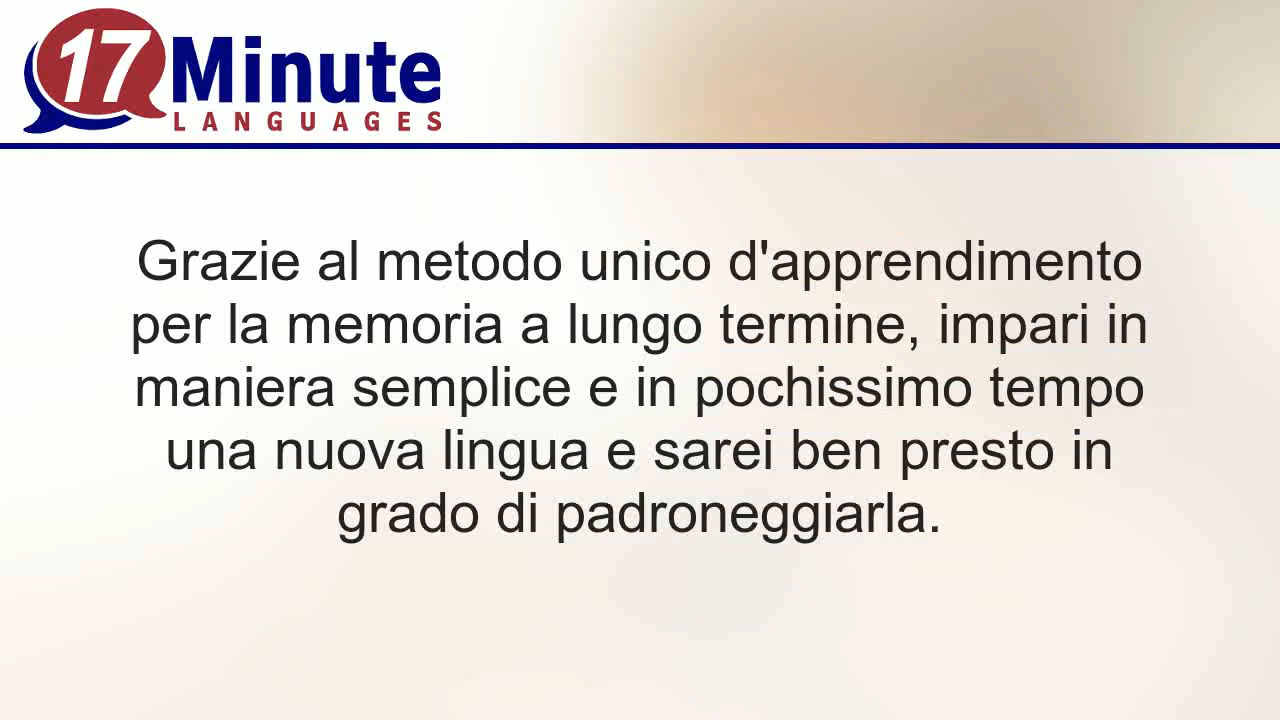 17 Minute
LANGUAGES
Grazie al metodo unico d'apprendimento
per la memoria a lungo termine, impari in
maniera semplice e in pochissimo tempo
una nuova lingua e sarei ben presto in
grado di padroneggiarla.